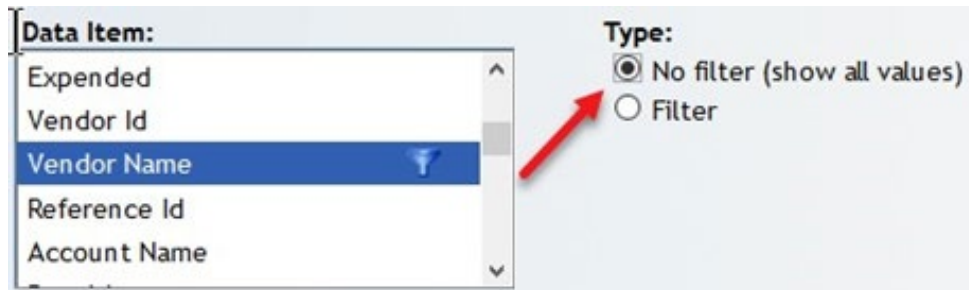 Data Item:
Expended
Vendor Id
Vendor Name
Reference Id
Account Name
Type:
No filter (show all values)
Filter